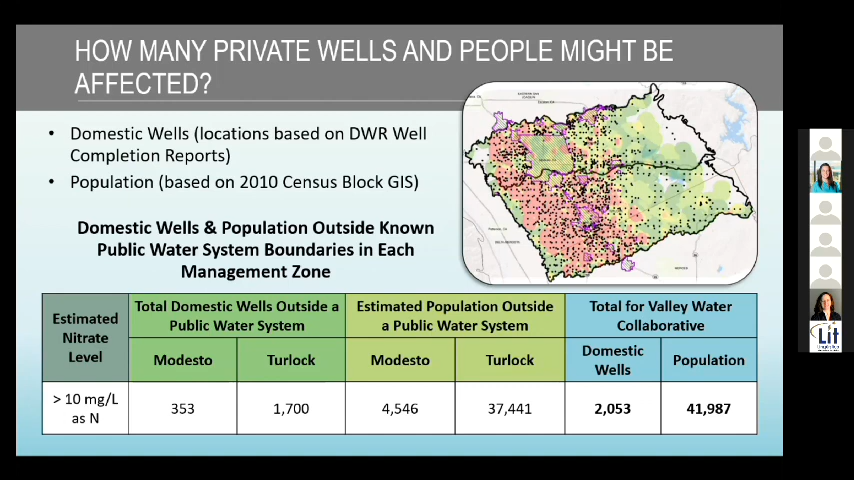 HOW MANY PRIVATE WELLS AND PEOPLE MIGHT BE
AFFECTED?
• Domestic Wells (locations based on DWR Well
Completion Reports)
• Population (based on 2010 Census Block GIS)
Domestic Wells & Population Outside Known
Public Water System Boundaries in Each
Management Zone
Estimated
Nitrate
Level
Total Domestic Wells Outside a
Public Water System
Estimated Population Outside
a Public Water System
Total for Valley Water
Collaborative
Modesto
Turlock
Modesto
Turlock
Domestic
Wells
Population
> 10 mg/L
as N
353
1,700
4,546
37,441
2,053
41,987
Lit